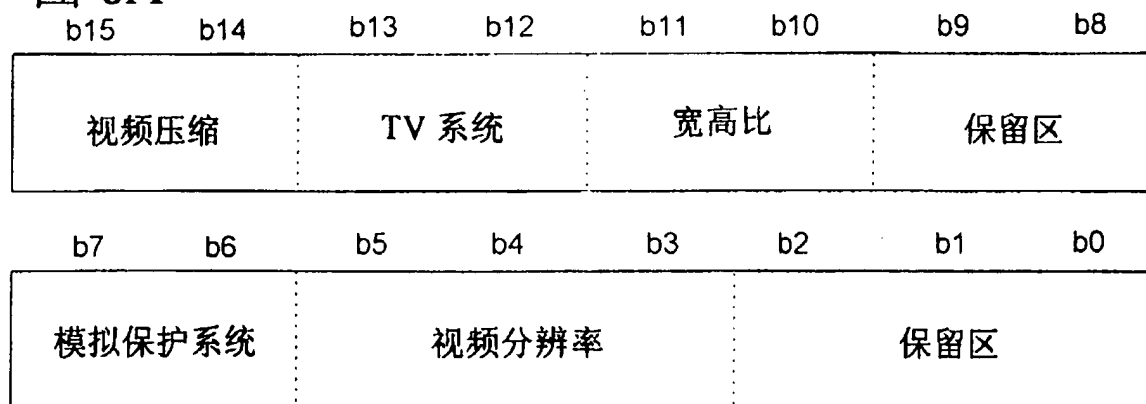 b15 b14 b13 b12 b11 b10 b9 b8
视频压缩 TV 系统 宽高比 保留区
b7 b6 b5 b4 b3 b2 b1 b0
模拟保护系统 视频分辨率 保留区